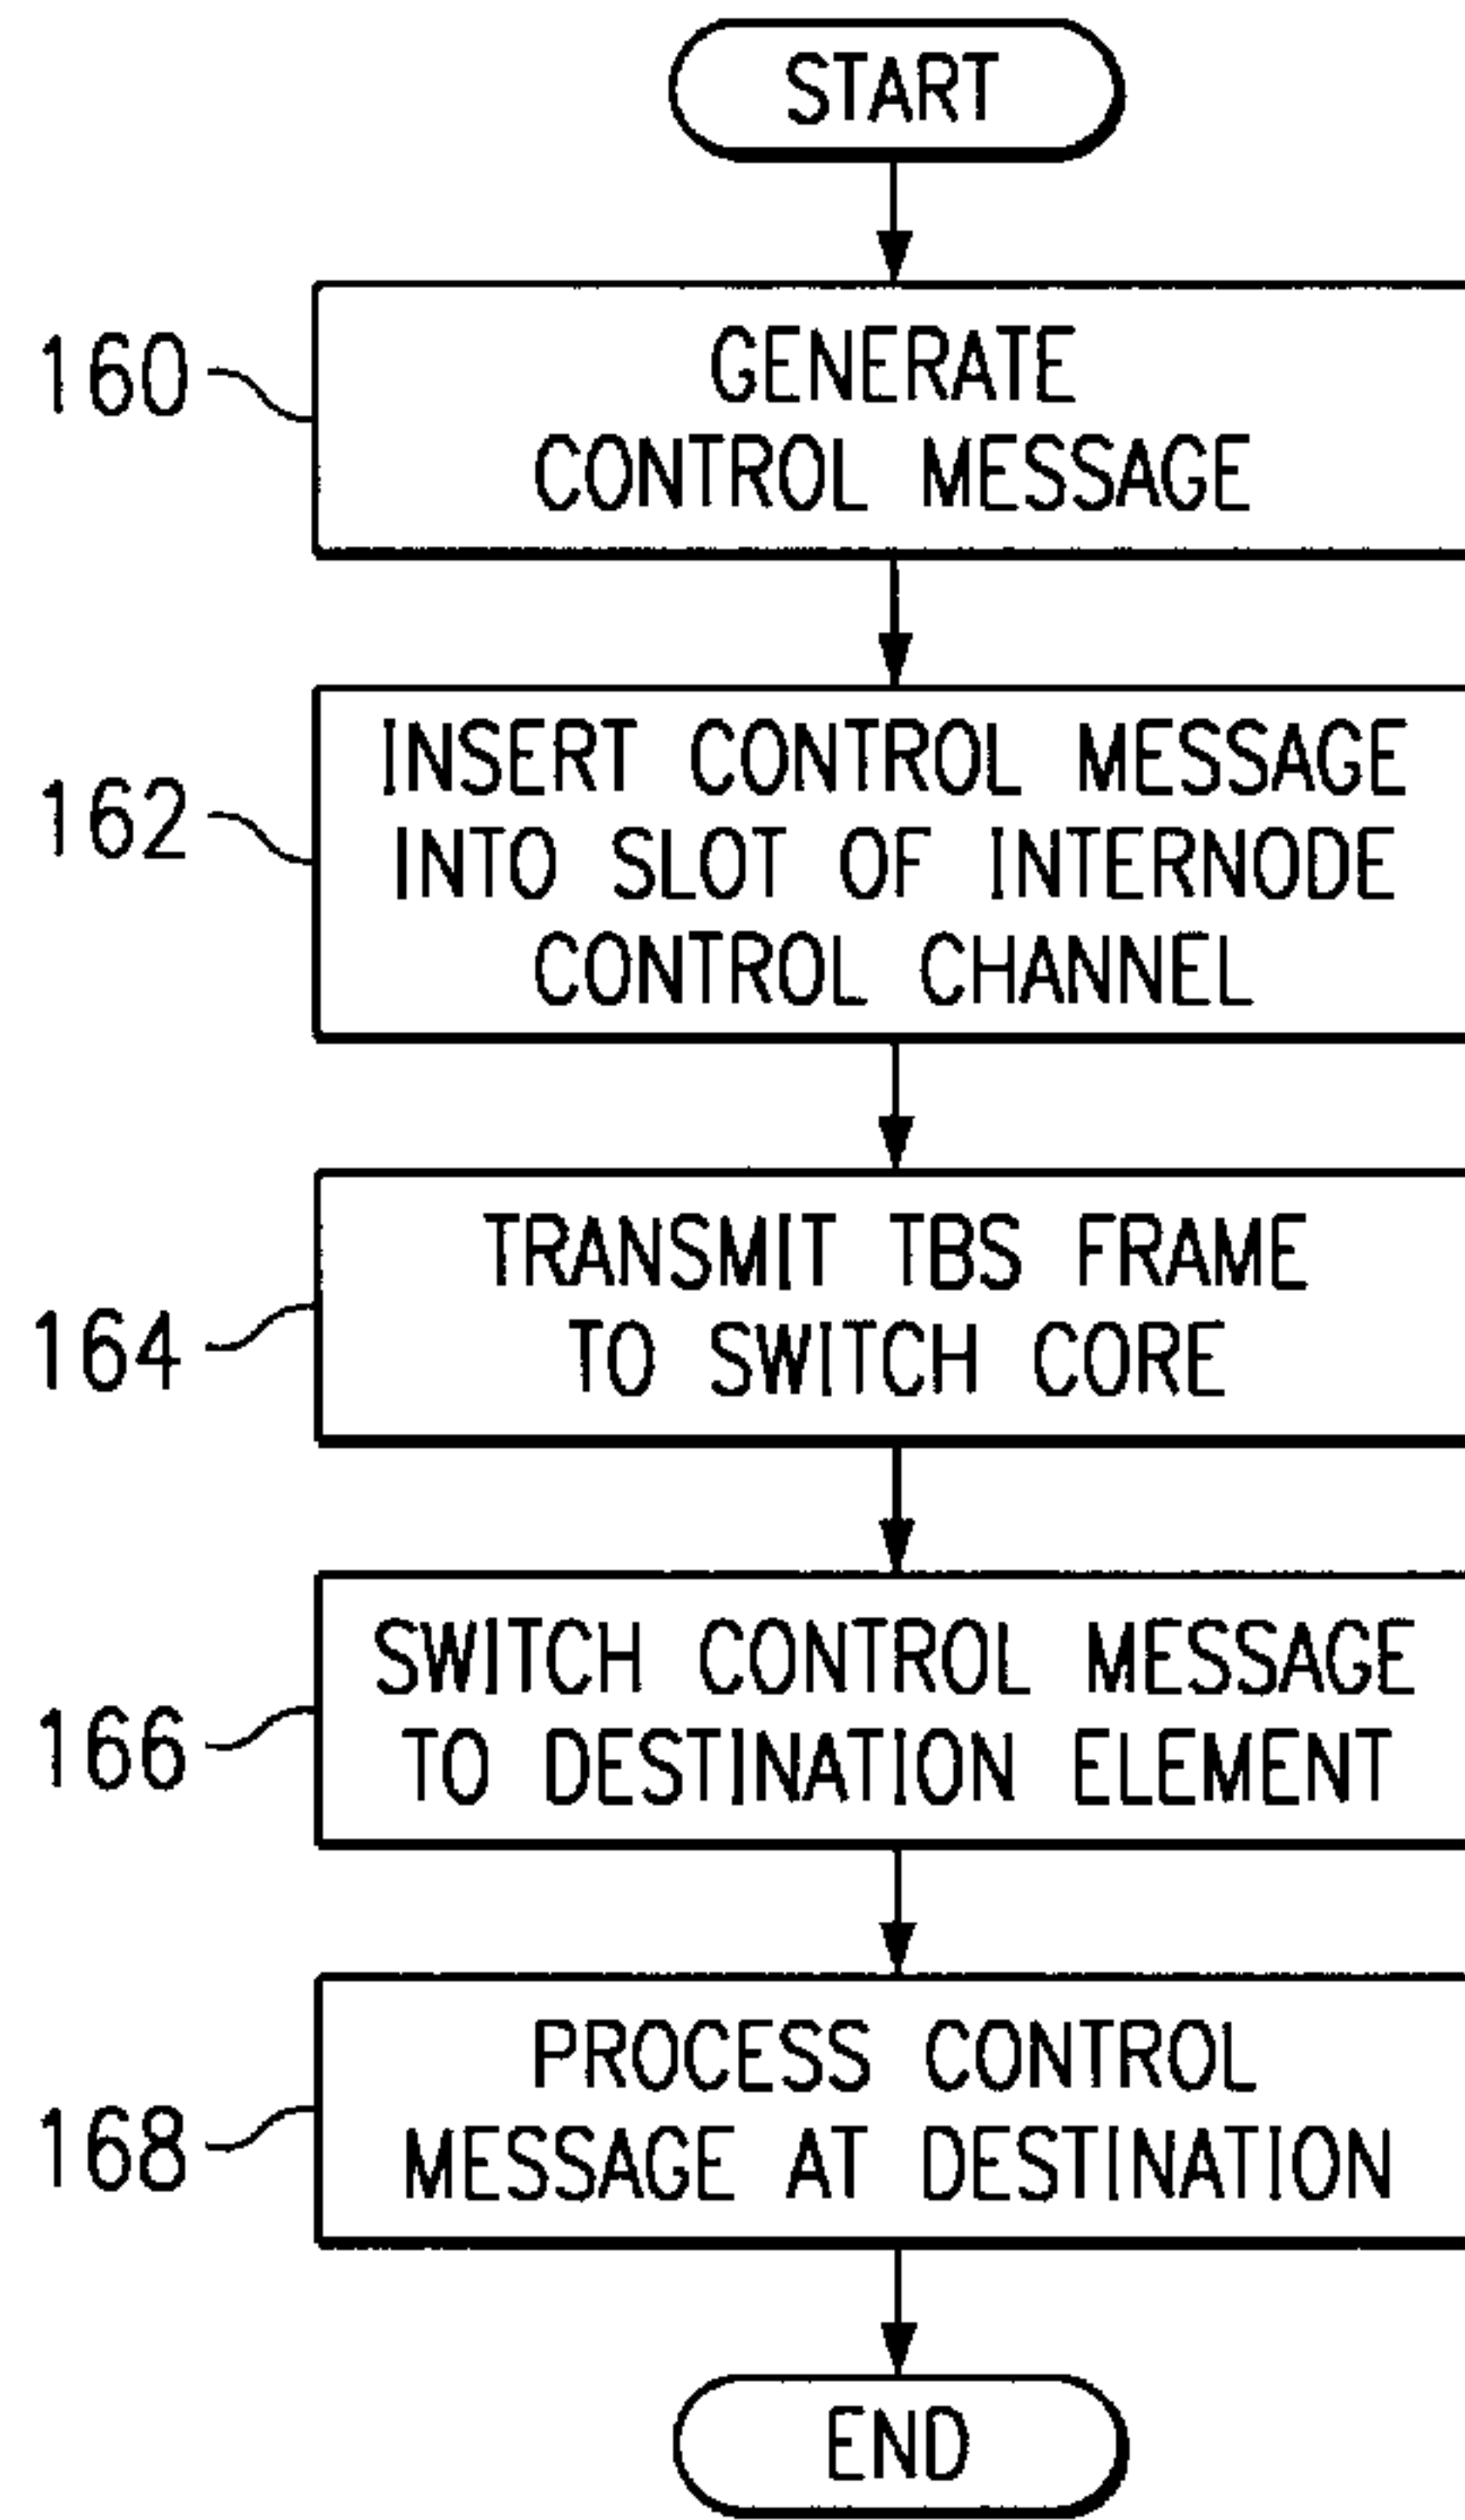 START
160
GENERATE
CONTROL MESSAGE
162
INSERT CONTROL MESSAGE
INTO SLOT OF INTERNODE
CONTROL CHANNEL
164
TRANSMIT TBS FRAME
TO SWITCH CORE
166
SWITCH CONTROL MESSAGE
TO DESTINATION ELEMENT
168
PROCESS CONTROL
MESSAGE AT DESTINATION
END